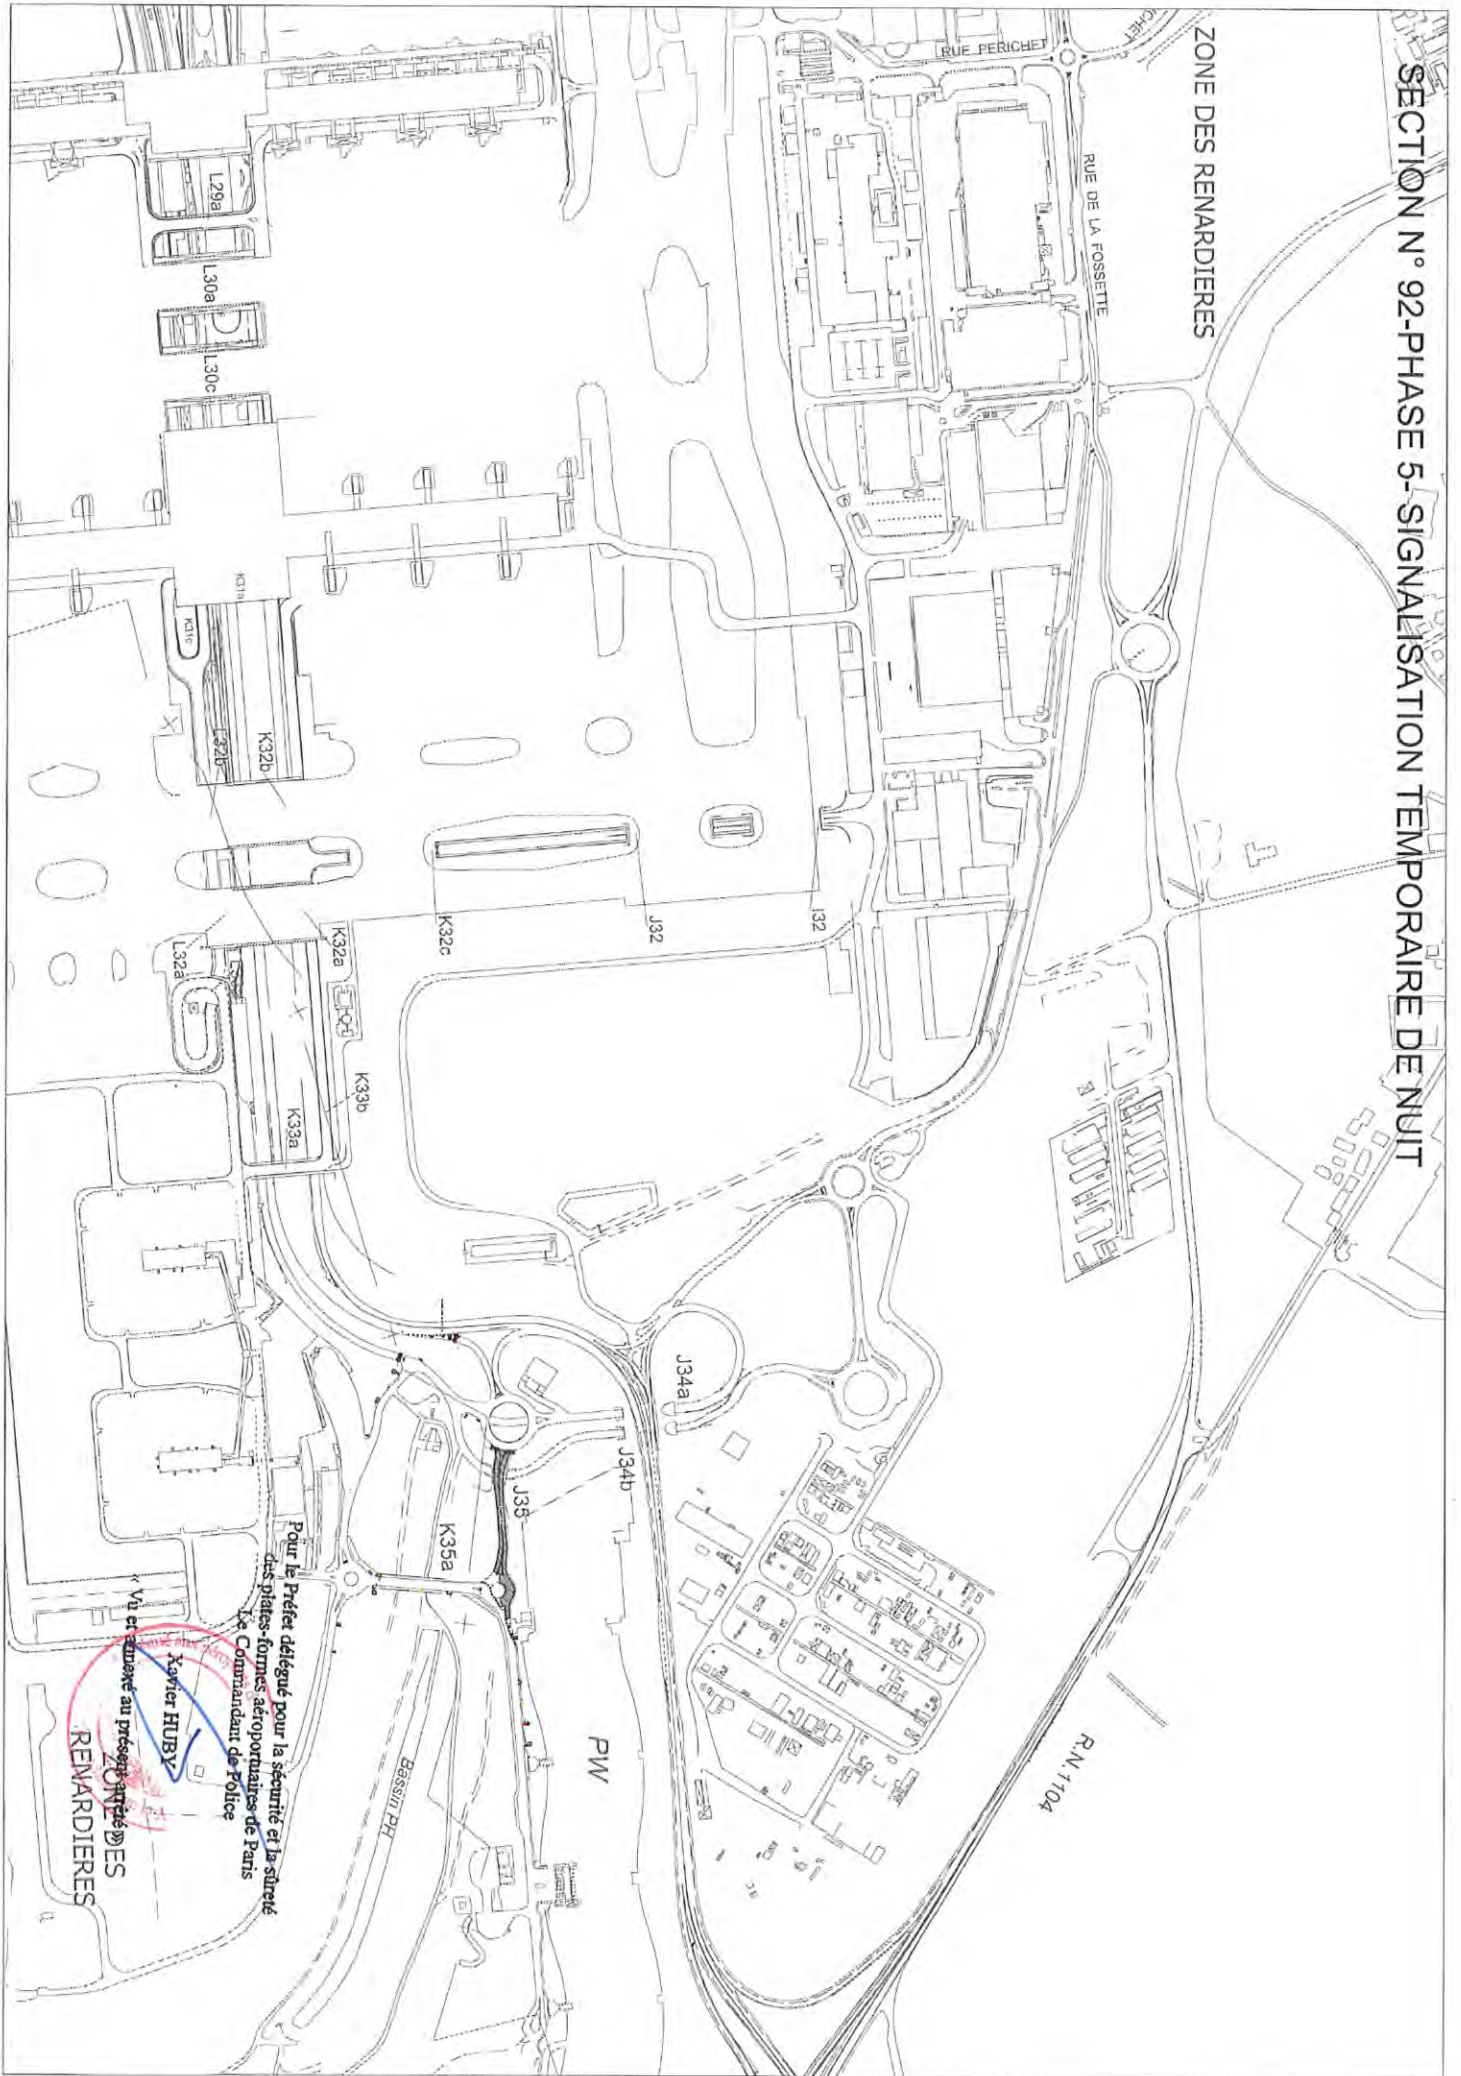 SECTION N° 92-PHASE 5- SIGNALISATION TEMPORAIRE DE NUIT
ZONE DES RENARDIERES
RUE PERICHET
RUE DE LA FOSSETTE
R.N.1104
L29a
L30a
L30c
K31a
K31c
L32b
K32b
I32
J32
K32c
K32a
L32a
K33b
K33a
J34a
J34b
J35
K35a
PW
Bassin PH
Pour le Préfet délégué pour la sécurité et la sûreté
des plates-formes aéroportuaires de Paris
Le Commandant de Police
Xavier HUBY
« Vu et annexé au présent arrêté »
ZONE DES
RENARDIERES